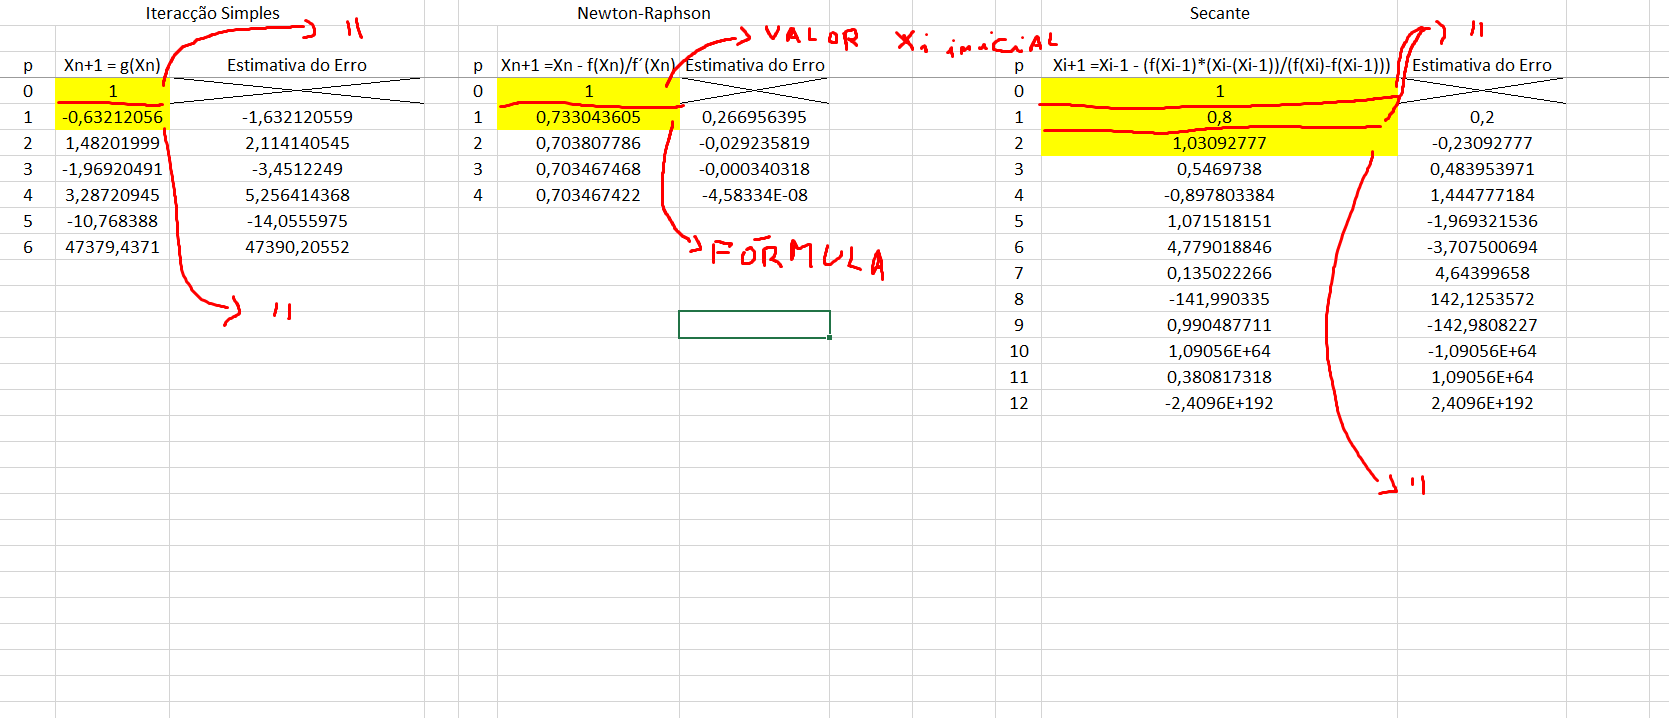 Iteracção Simples Newton-Raphson Secante
" VALOR Xi inicial "
p Xn+1 = g(Xn) Estimativa do Erro p Xn+1 =Xn - f(Xn)/f´(Xn) Estimativa do Erro p Xi+1 =Xi-1 - (f(Xi-1)*(Xi-(Xi-1))/(f(Xi)-f(Xi-1))) Estimativa do Erro
0 1 0 1 0 1
1 -0,63212056 -1,632120559 1 0,733043605 0,266956395 1 0,8 0,2
2 1,48201999 2,114140545 2 0,703807786 -0,029235819 2 1,03092777 -0,23092777
3 -1,96920491 -3,4512249 3 0,703467468 -0,000340318 3 0,5469738 0,483953971
4 3,28720945 5,256414368 4 0,703467422 -4,58334E-08 4 -0,897803384 1,444777184
5 -10,768388 -14,0555975 5 1,071518151 -1,969321536
6 47379,4371 47390,20552 FÓRMULA 6 4,779018846 -3,707500694
7 0,135022266 4,64399658
" 8 -141,990335 142,1253572
9 0,990487711 -142,9808227
10 1,09056E+64 -1,09056E+64
11 0,380817318 1,09056E+64
12 -2,4096E+192 2,4096E+192
"